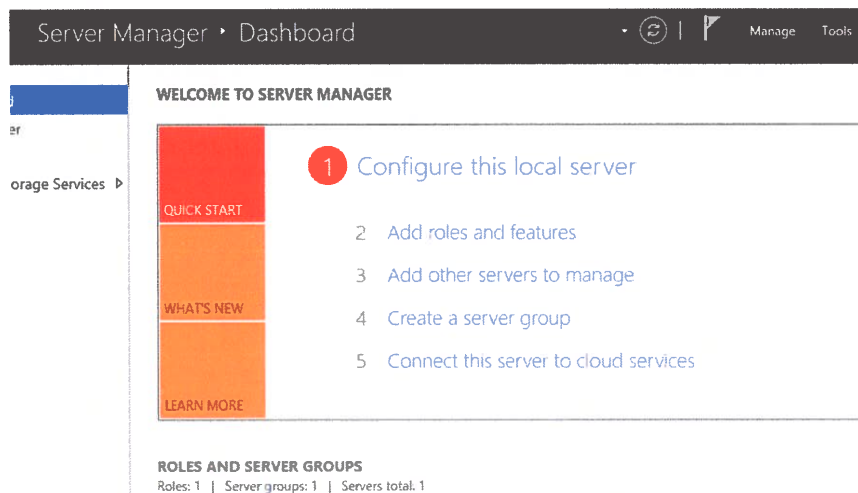 Server Manager • Dashboard
Manage Tools
er
orage Services
WELCOME TO SERVER MANAGER
QUICK START
WHAT'S NEW
LEARN MORE
1 Configure this local server
2 Add roles and features
3 Add other servers to manage
4 Create a server group
5 Connect this server to cloud services
ROLES AND SERVER GROUPS
Roles: 1 | Server groups: 1 | Servers total. 1